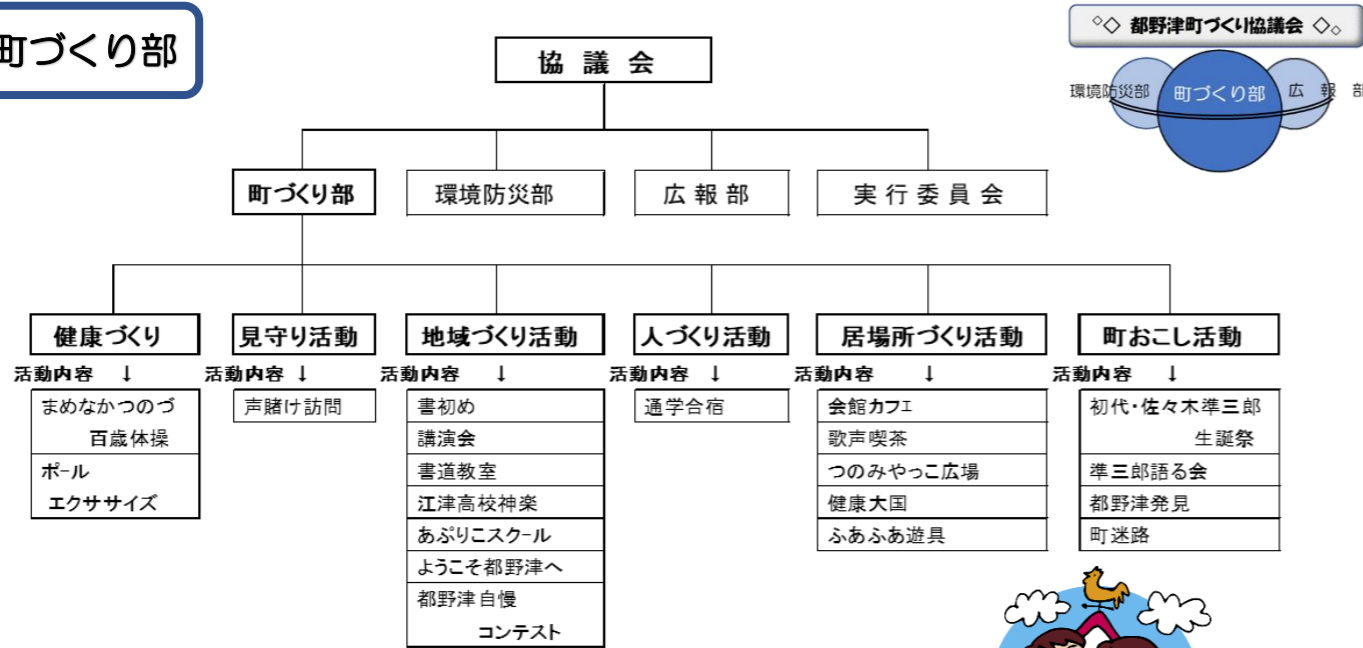 町づくり部
◇◇ 都野津町づくり協議会 ◇◇
環境防災部 町づくり部 広 報 部
協 議 会
町づくり部 環境防災部 広 報 部 実 行 委 員 会
健康づくり 見守り活動 地域づくり活動 人づくり活動 居場所づくり活動 町おこし活動
活動内容 ↓
まめなかつのづ
百歳体操
ポール
エクササイズ
活動内容 ↓
声賭け訪問
活動内容 ↓
書初め
講演会
書道教室
江津高校神楽
あぷりこスクール
ようこそ都野津へ
都野津自慢
コンテスト
活動内容 ↓
通学合宿
活動内容 ↓
会館カフェ
歌声喫茶
つのみやっこ広場
健康大国
ふあふあ遊具
活動内容 ↓
初代・佐々木準三郎
生誕祭
準三郎語る会
都野津発見
町迷路